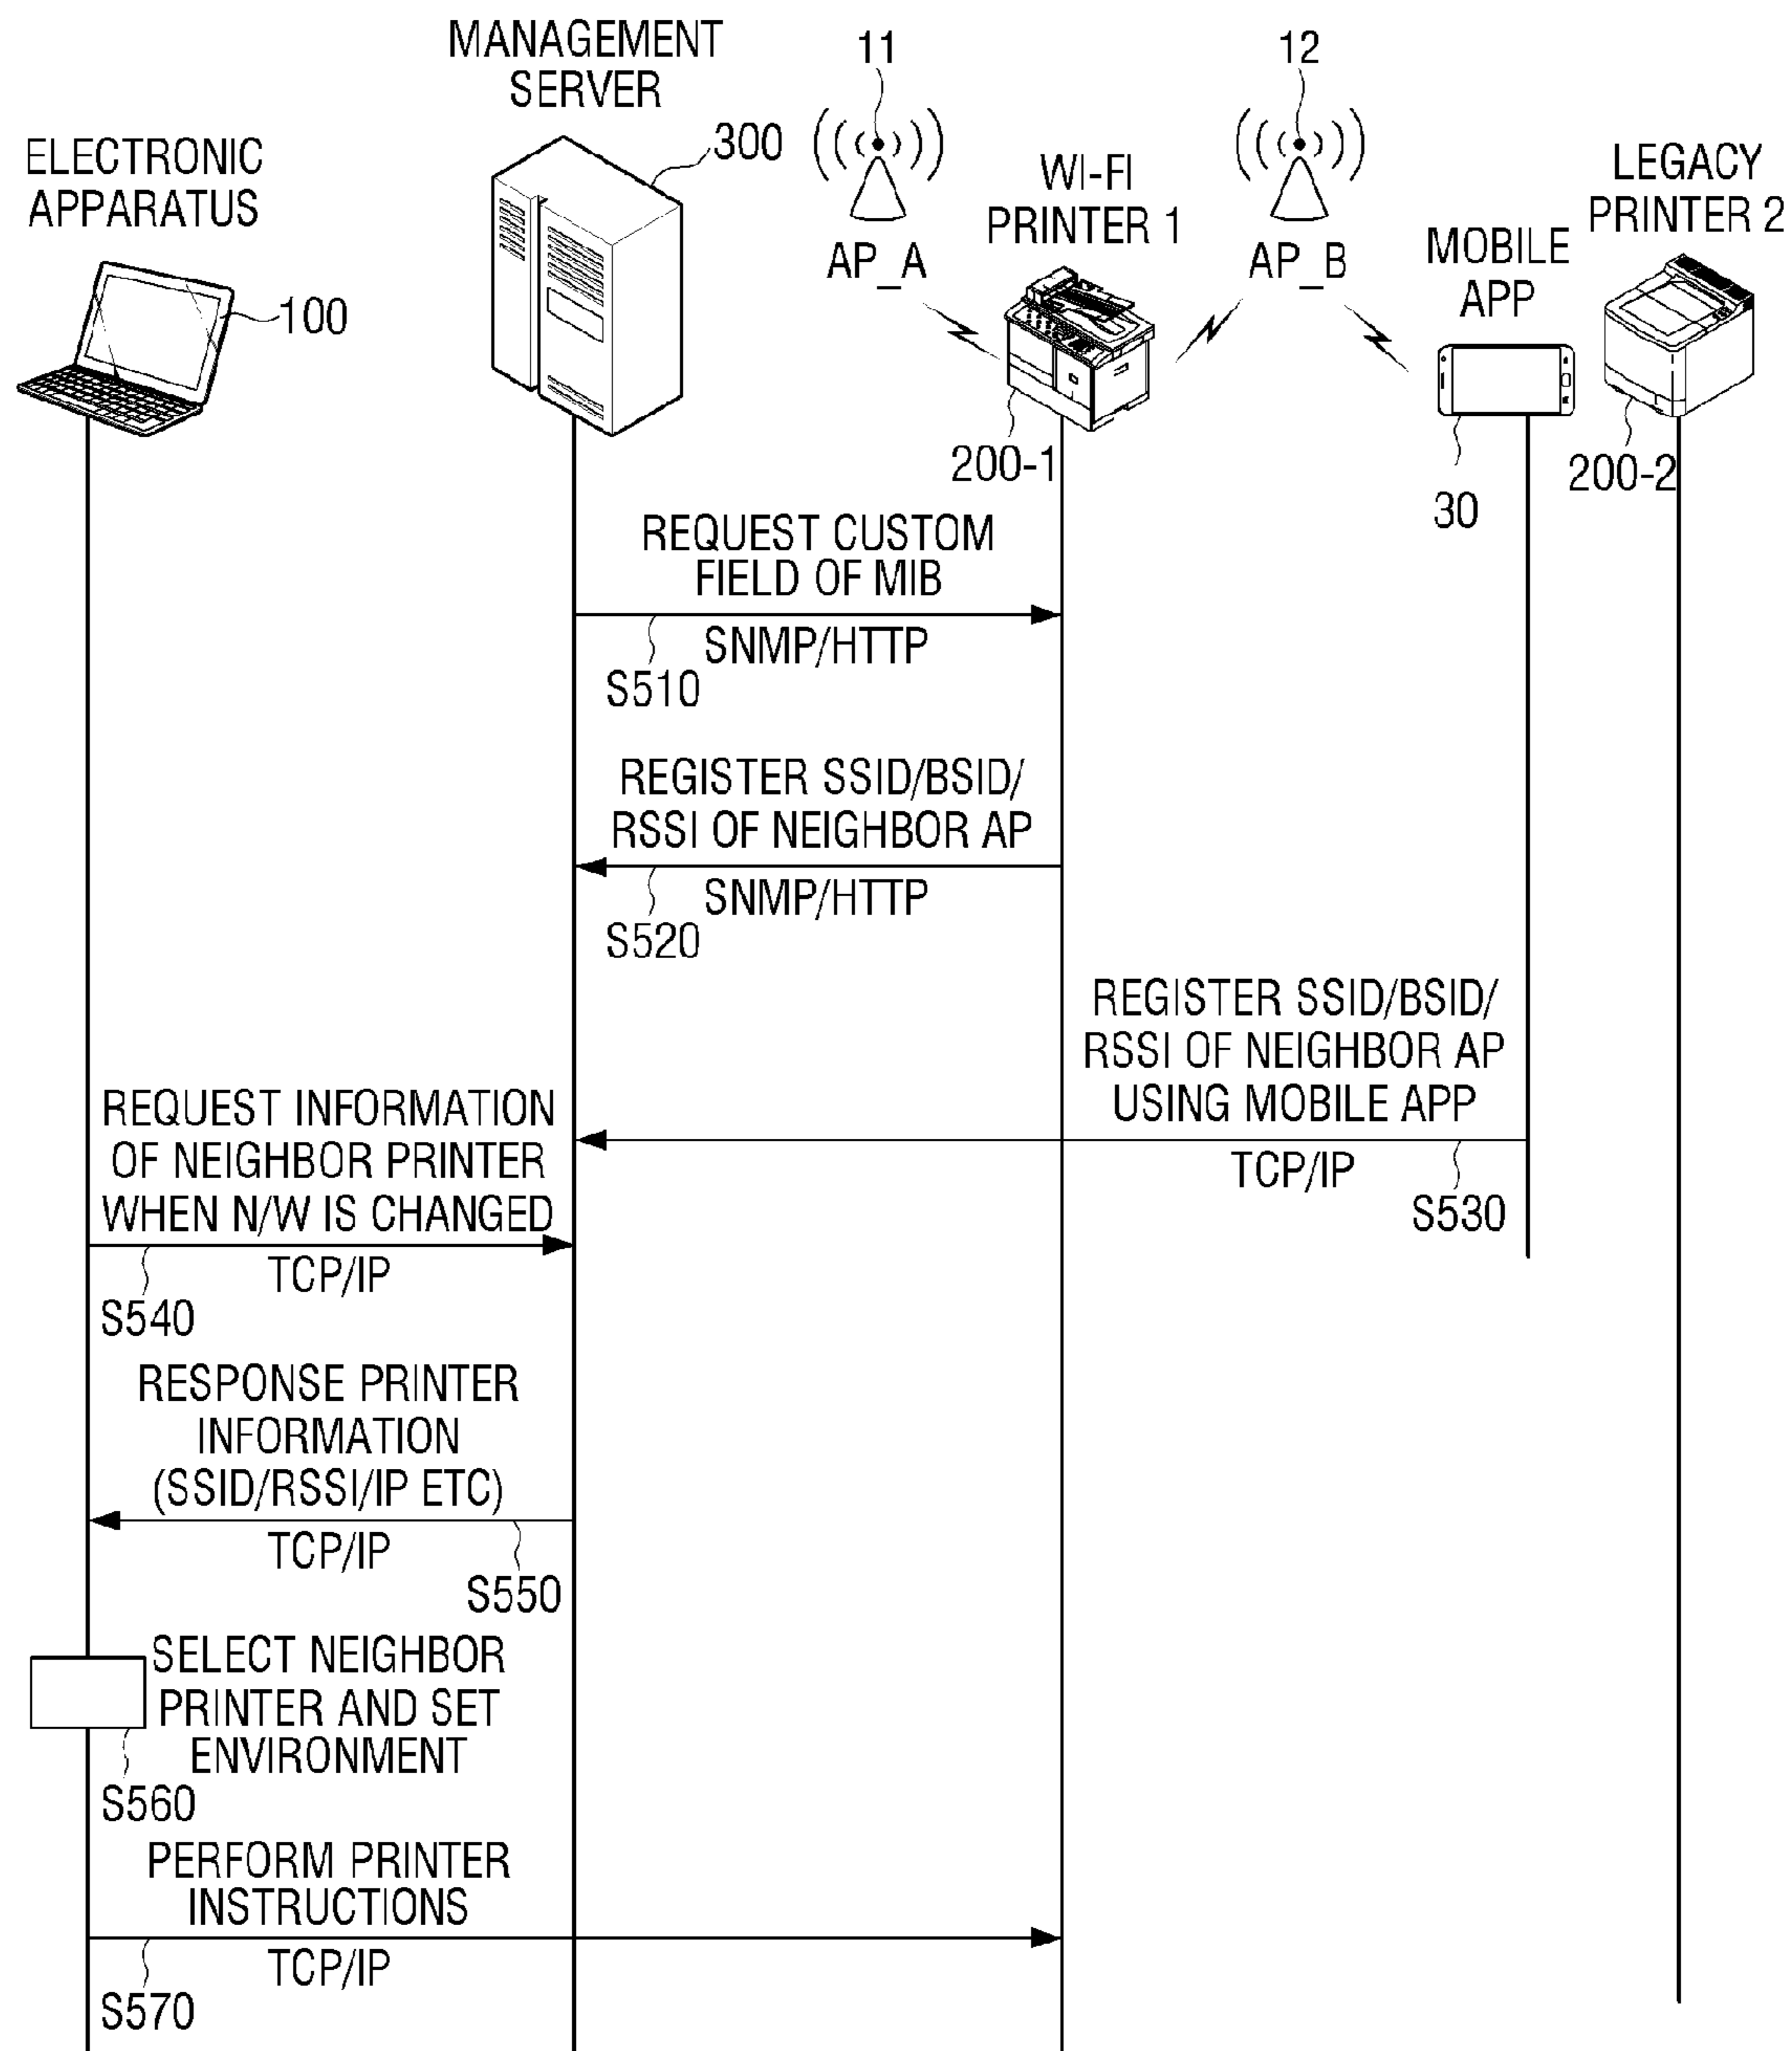 MANAGEMENT
SERVER
300
11
12
ELECTRONIC
APPARATUS
100
AP_A
WI-FI
PRINTER 1
AP_B
MOBILE
APP
LEGACY
PRINTER 2
200-1
30
200-2
REQUEST CUSTOM
FIELD OF MIB
SNMP/HTTP
S510
REGISTER SSID/BSID/
RSSI OF NEIGHBOR AP
SNMP/HTTP
S520
REGISTER SSID/BSID/
RSSI OF NEIGHBOR AP
USING MOBILE APP
TCP/IP
S530
REQUEST INFORMATION
OF NEIGHBOR PRINTER
WHEN N/W IS CHANGED
TCP/IP
S540
RESPONSE PRINTER
INFORMATION
(SSID/RSSI/IP ETC)
TCP/IP
S550
SELECT NEIGHBOR
PRINTER AND SET
ENVIRONMENT
S560
PERFORM PRINTER
INSTRUCTIONS
TCP/IP
S570